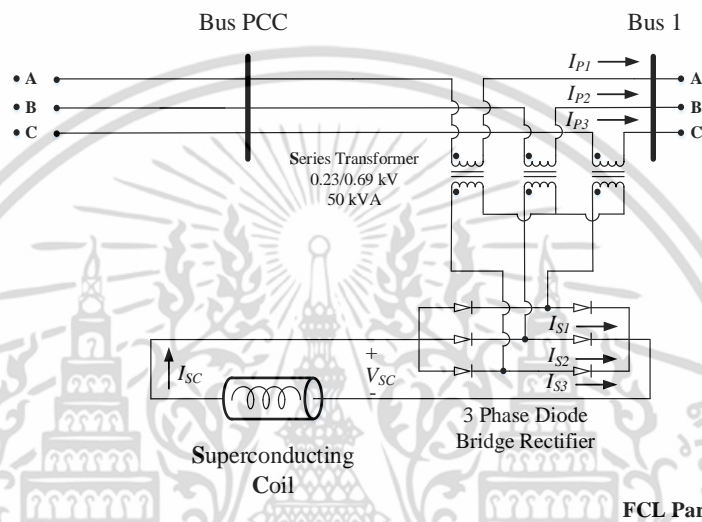 Bus PCC
Bus 1
I_P1
A
A
I_P2
B
B
I_P3
C
C
Series Transformer
0.23/0.69 kV
50 kVA
I_S1
+
I_SC
V_SC
I_S2
-
I_S3
3 Phase Diode
Bridge Rectifier
Superconducting
Coil
FCL Par